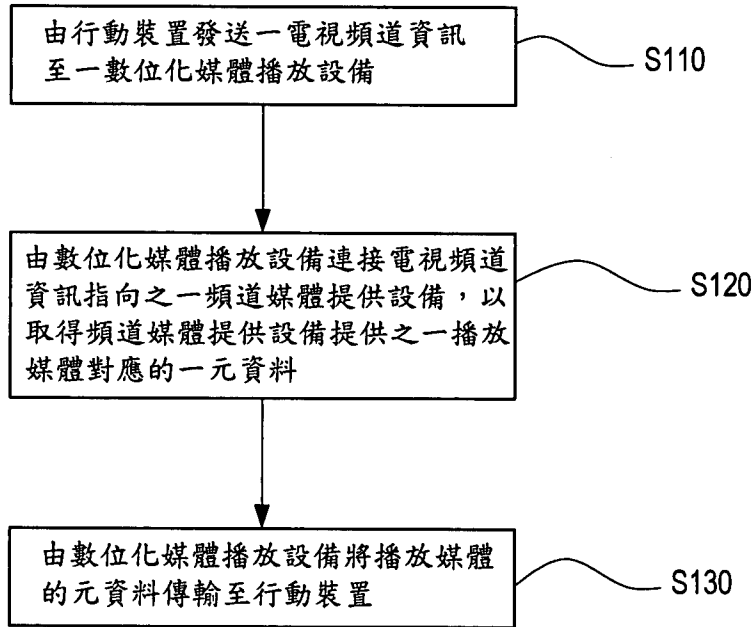 由行動裝置發送一電視頻道資訊
至一數位化媒體播放設備
S110
由數位化媒體播放設備連接電視頻道
資訊指向之一頻道媒體提供設備，以
取得頻道媒體提供設備提供之一播放
媒體對應的一元資料
S120
由數位化媒體播放設備將播放媒體
的元資料傳輸至行動裝置
S130